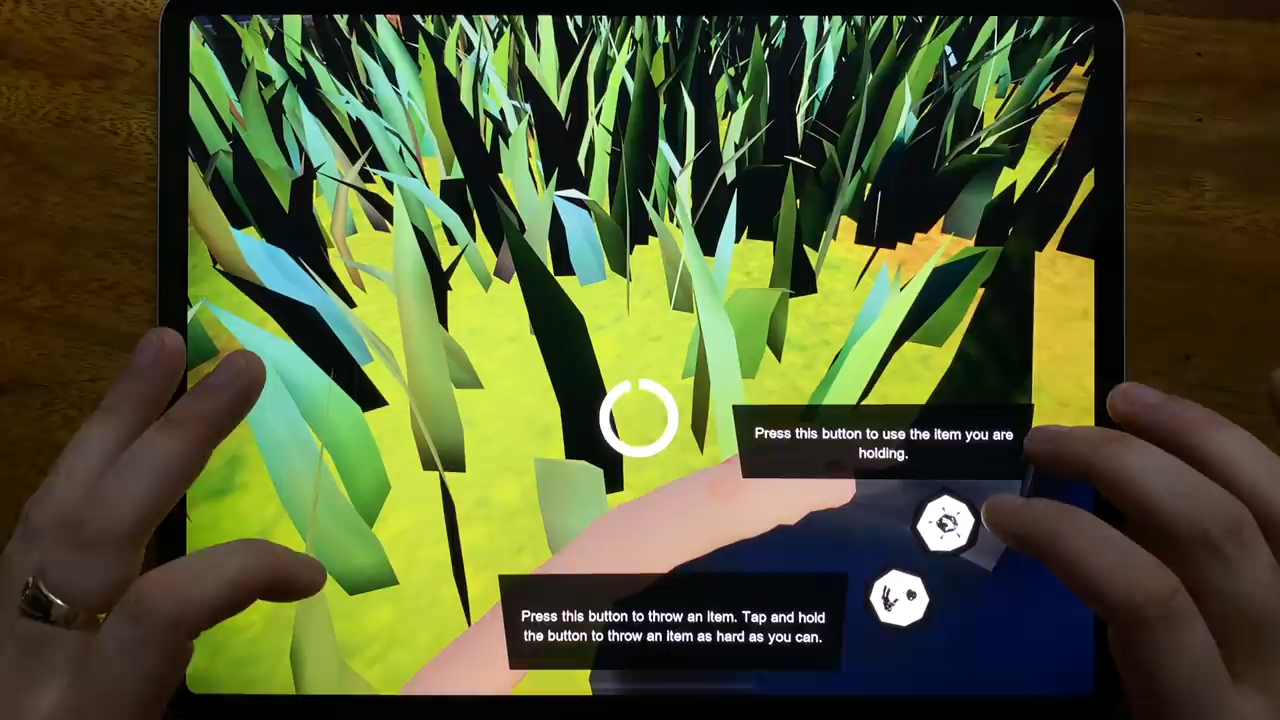 Press this button to use the item you are
holding.
Press this button to throw an item. Tap and hold
the button to throw an item as hard as you can.